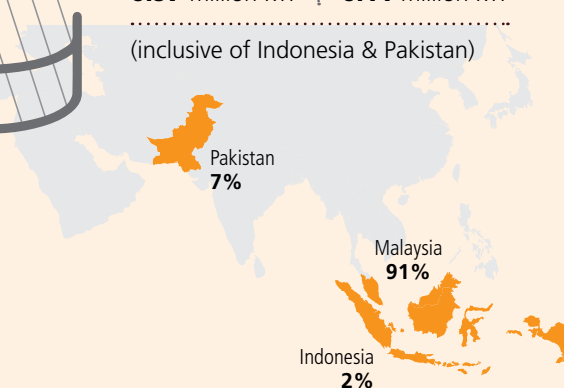 (inclusive of Indonesia & Pakistan)
Pakistan
7%
Malaysia
91%
Indonesia
2%